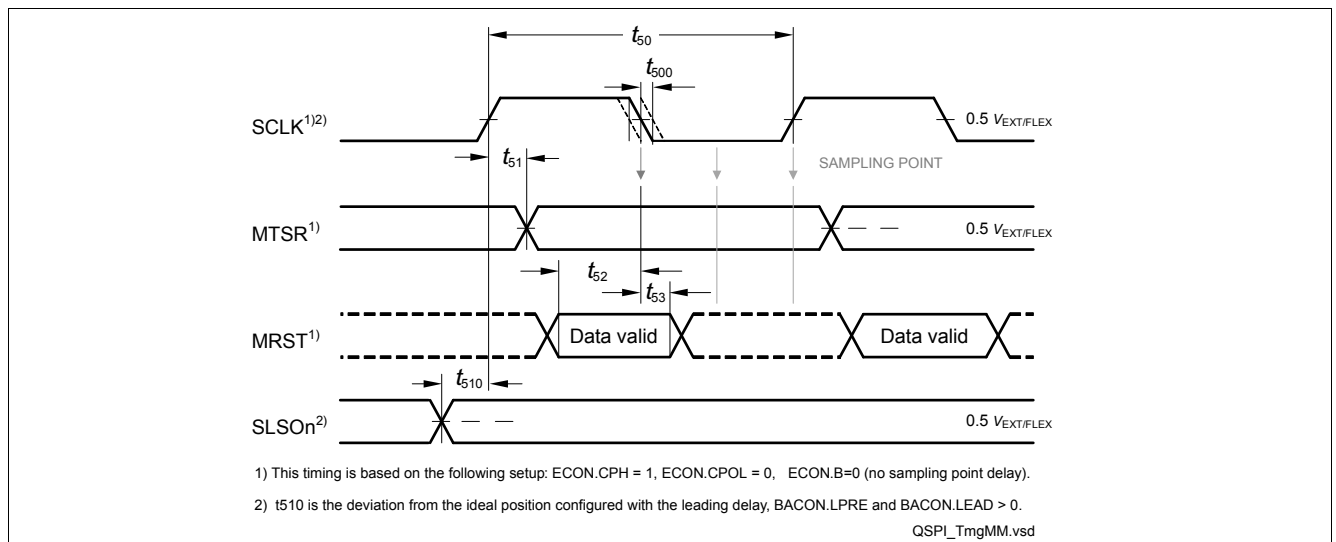 t50
t500
SCLK1)2)
0.5 VEXT/FLEX
t51
SAMPLING POINT
MTSR1)
0.5 VEXT/FLEX
t52
t53
MRST1)
Data valid
Data valid
t510
SLSOn2)
0.5 VEXT/FLEX
1) This timing is based on the following setup: ECON.CPH = 1, ECON.CPOL = 0, ECON.B=0 (no sampling point delay).
2) t510 is the deviation from the ideal position configured with the leading delay, BACON.LPRE and BACON.LEAD > 0.
QSPI_TmgMM.vsd